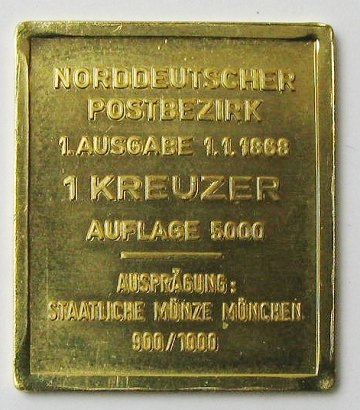 NORDDEUTSCHER
POSTBEZIRK
1. AUSGABE 1.1.1868
1 KREUZER
AUFLAGE 5000
AUSPRÄGUNG:
STAATLICHE MÜNZE MÜNCHEN
900/1000